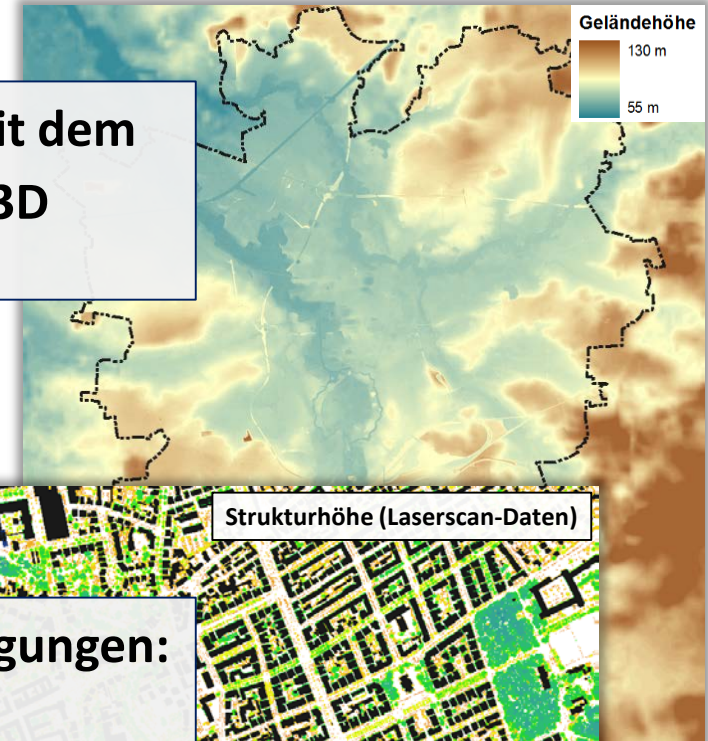 Geländehöhe
130 m
55 m
it dem
3D
Strukturhöhe (Laserscan-Daten)
gungen: